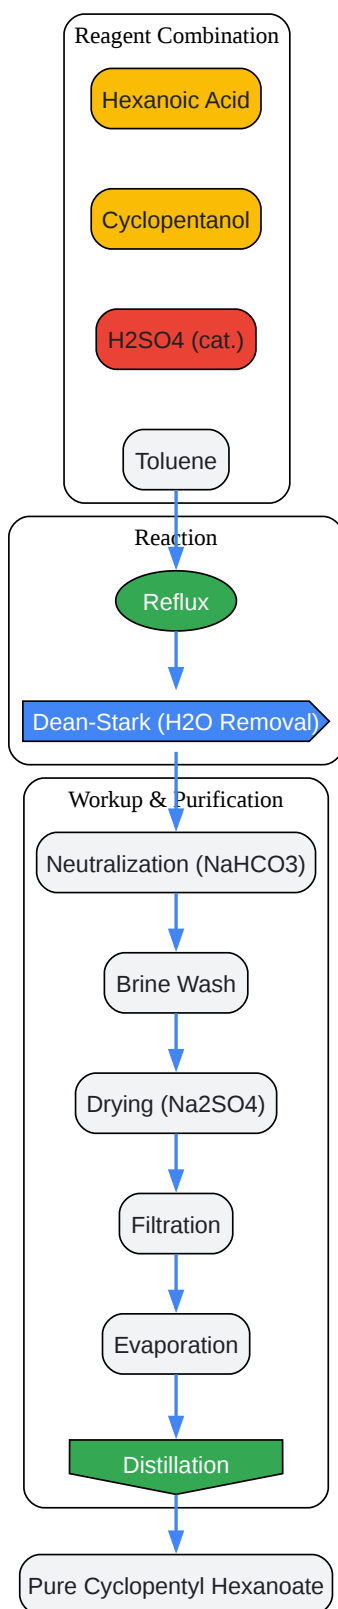 Reagent Combination
Hexanoic Acid
Cyclopentanol
H2SO4 (cat.)
Toluene
Reaction
Reflux
Dean-Stark (H2O Removal)
Workup & Purification
Neutralization (NaHCO3)
Brine Wash
Drying (Na2SO4)
Filtration
Evaporation
Distillation
Pure Cyclopentyl Hexanoate